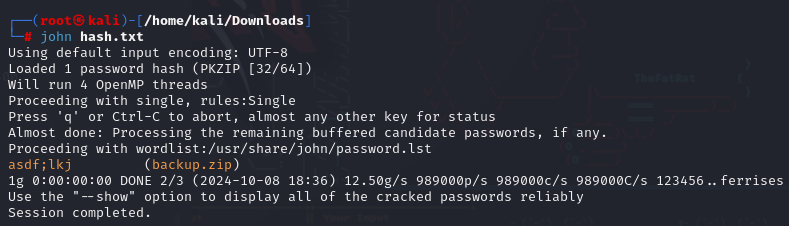 ┌──(root㉿kali)-[/home/kali/Downloads]
└─# john hash.txt
Using default input encoding: UTF-8
Loaded 1 password hash (PKZIP [32/64])
Will run 4 OpenMP threads
Proceeding with single, rules:Single
Press 'q' or Ctrl-C to abort, almost any other key for status
Almost done: Processing the remaining buffered candidate passwords, if any.
Proceeding with wordlist:/usr/share/john/password.lst
asdf;lkj         (backup.zip)
1g 0:00:00:00 DONE 2/3 (2024-10-08 18:36) 12.50g/s 989000p/s 989000c/s 989000C/s 123456..ferrises
Use the "--show" option to display all of the cracked passwords reliably
Session completed.
TheFatRat